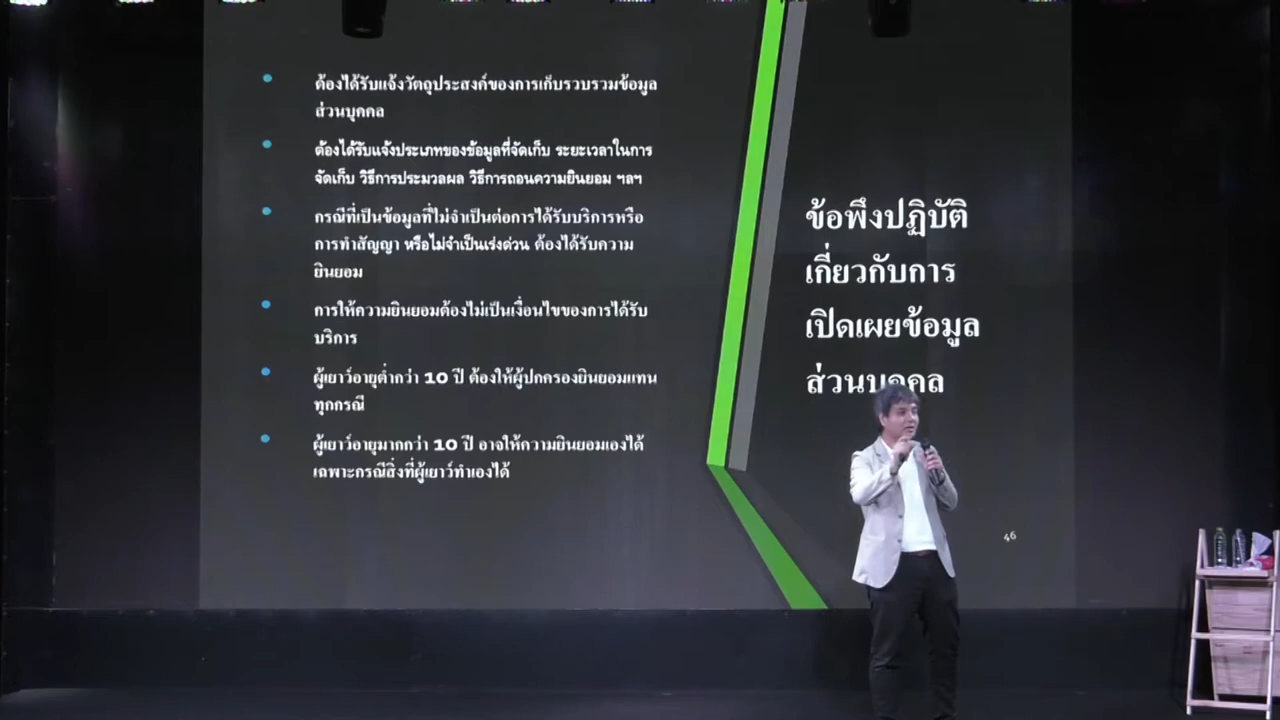 ต้องได้รับแจ้งวัตถุประสงค์ของการเก็บรวบรวมข้อมูล
ส่วนบุคคล
ต้องได้รับแจ้งประเภทของข้อมูลที่จัดเก็บ ระยะเวลาในการ
จัดเก็บ วิธีการประมวลผล วิธีการถอนความยินยอม ฯลฯ
กรณีที่เป็นข้อมูลที่ไม่จำเป็นต่อการได้รับบริการหรือ
การทำสัญญา หรือไม่จำเป็นเร่งด่วน ต้องได้รับความ
ยินยอม
การให้ความยินยอมต้องไม่เป็นเงื่อนไขของการได้รับ
บริการ
ผู้เยาว์อายุต่ำกว่า 10 ปี ต้องให้ผู้ปกครองยินยอมแทน
ทุกกรณี
ผู้เยาว์อายุมากกว่า 10 ปี อาจให้ความยินยอมเองได้
เฉพาะกรณีสิ่งที่ผู้เยาว์ทำเองได้
ข้อพึงปฏิบัติ
เกี่ยวกับการ
เปิดเผยข้อมูล
ส่วนบุคคล
46